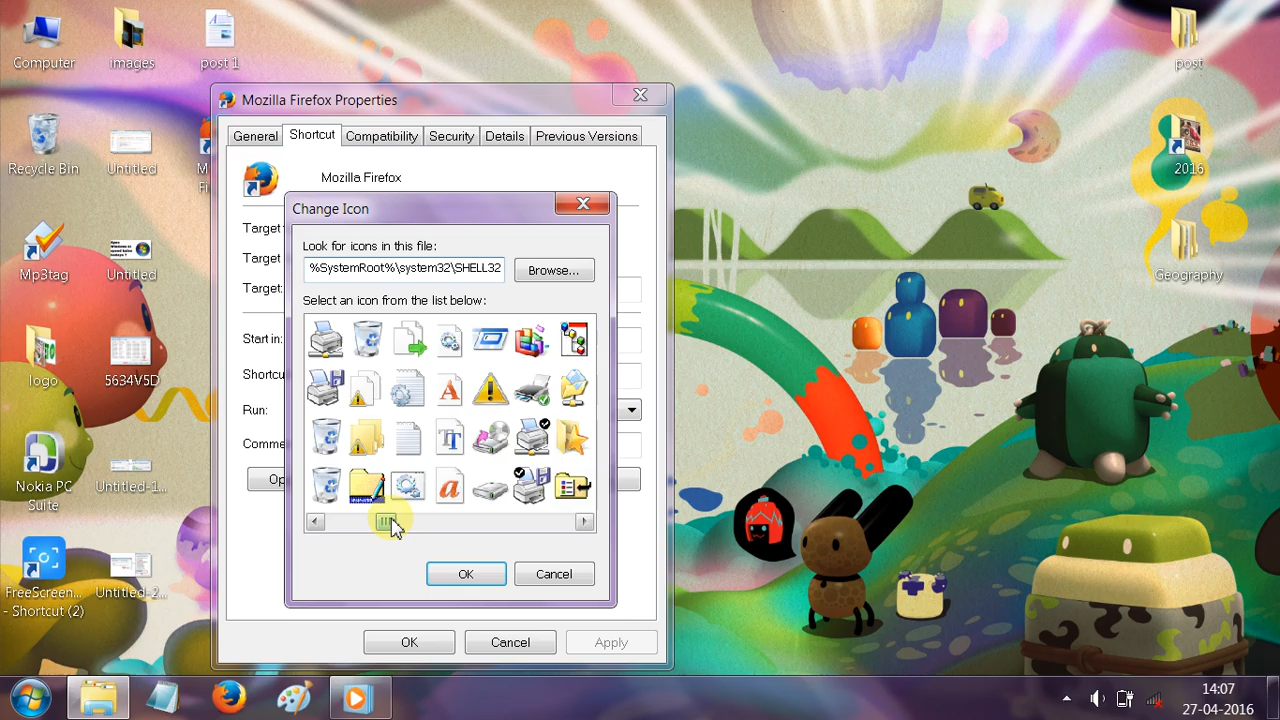 Computer
images
post 1
post
Recycle Bin
Untitled
M
Fi
2016
Mp3tag
Untitled
Geography
logo
5634V5D
Nokia PC
Suite
Untitled-1...
FreeScreen...
- Shortcut (2)
Untitled-2...
Mozilla Firefox Properties
General
Shortcut
Compatibility
Security
Details
Previous Versions
Mozilla Firefox
Target
Target
Target:
Start in:
Shortcu
Run:
Comme
Op
Change Icon
Look for icons in this file:
%SystemRoot%\system32\SHELL32
Browse...
Select an icon from the list below:
OK
Cancel
OK
Cancel
Apply
14:07
27-04-2016